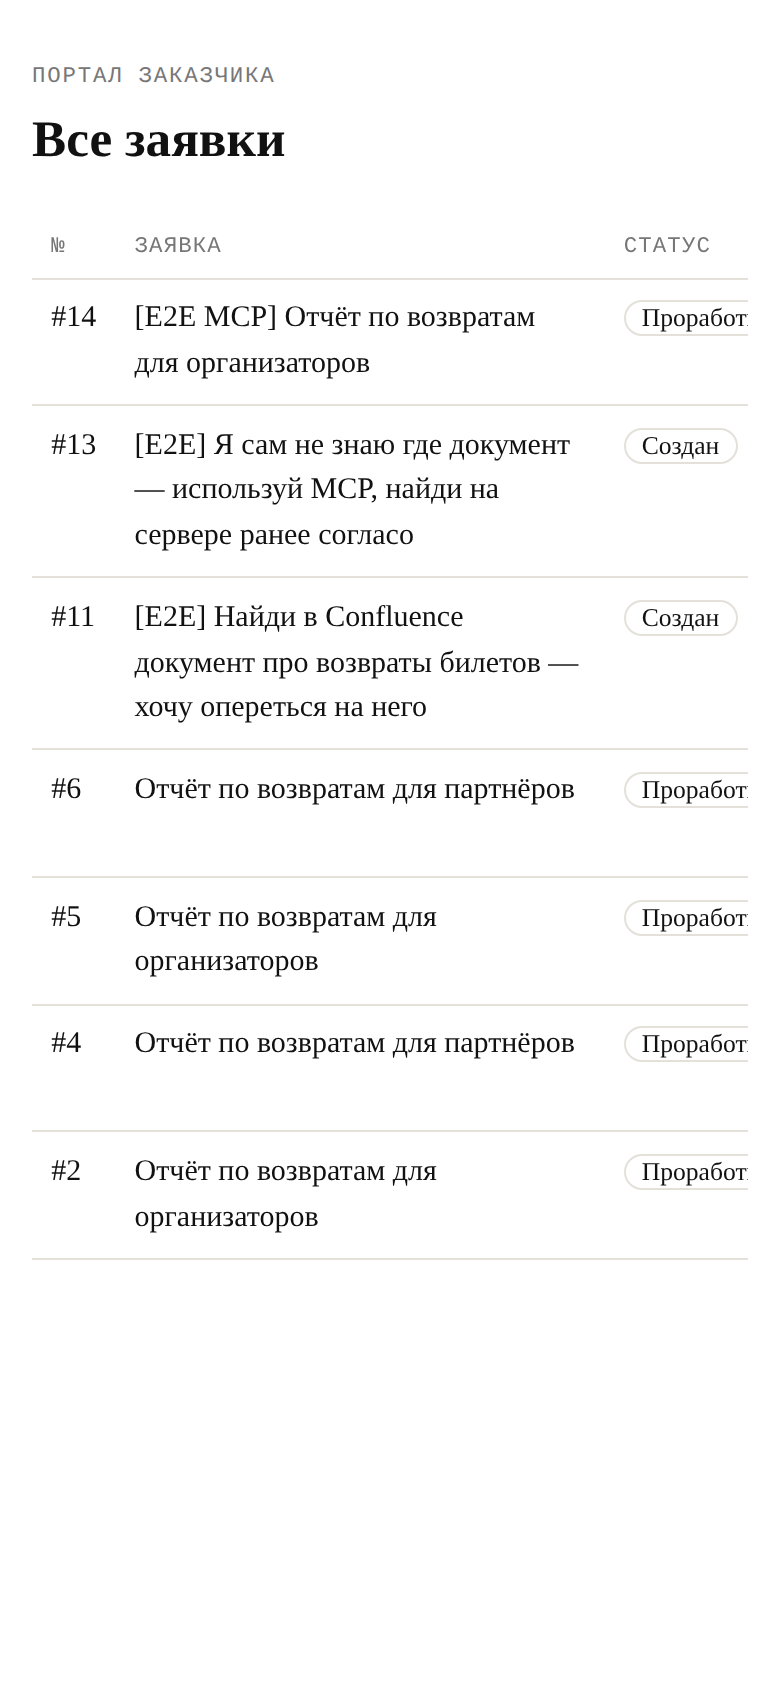 ПОРТАЛ ЗАКАЗЧИКА
Все заявки
№ ЗАЯВКА СТАТУС
#14 [E2E MCP] Отчёт по возвратам
для организаторов
#13 [E2E] Я сам не знаю где документ Создан
— используй MCP, найди на
сервере ранее согласо
#11 [E2E] Найди в Confluence Создан
документ про возвраты билетов —
хочу опереться на него
#6 Отчёт по возвратам для партнёров
#5 Отчёт по возвратам для
организаторов
#4 Отчёт по возвратам для партнёров
#2 Отчёт по возвратам для
организаторов